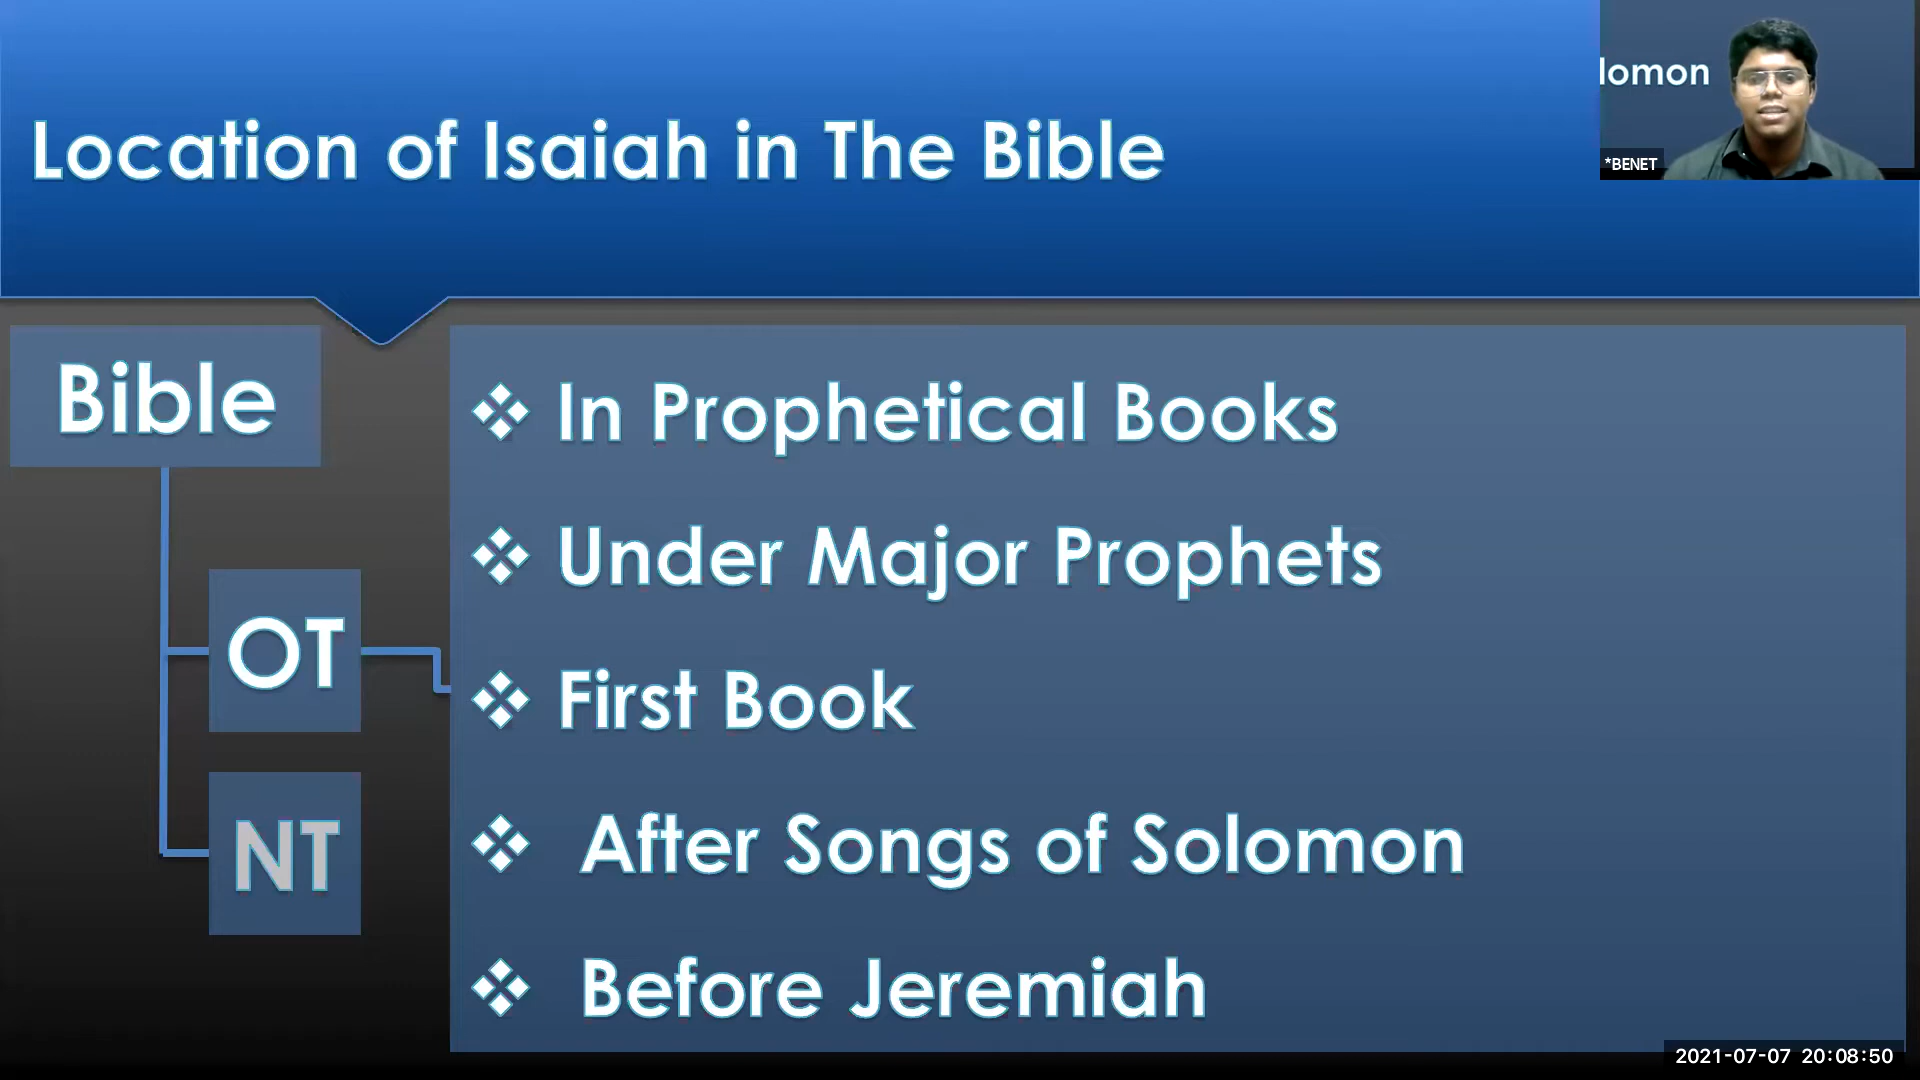 Location of Isaiah in The Bible
lomon
*BENET
Bible
OT
NT
❖ In Prophetical Books
❖ Under Major Prophets
❖ First Book
❖ After Songs of Solomon
❖ Before Jeremiah
2021-07-07 20:08:50